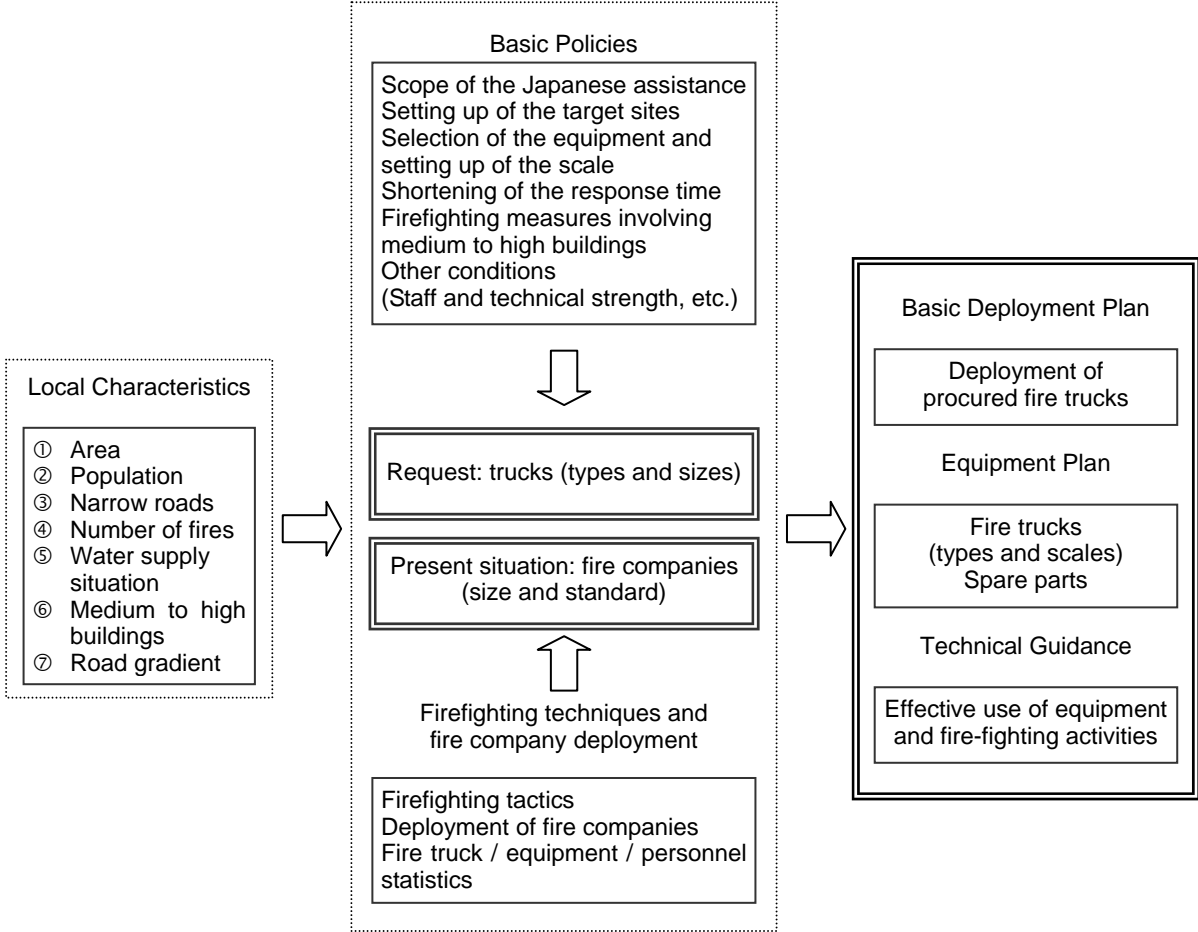 Basic Policies
Scope of the Japanese assistance
Setting up of the target sites
Selection of the equipment and
setting up of the scale
Shortening of the response time
Firefighting measures involving
medium to high buildings
Other conditions
(Staff and technical strength, etc.)
Local Characteristics
① Area
② Population
③ Narrow roads
④ Number of fires
⑤ Water supply
situation
⑥ Medium to high
buildings
⑦ Road gradient
Request: trucks (types and sizes)
Present situation: fire companies
(size and standard)
Firefighting techniques and
fire company deployment
Firefighting tactics
Deployment of fire companies
Fire truck / equipment / personnel
statistics
Basic Deployment Plan
Deployment of
procured fire trucks
Equipment Plan
Fire trucks
(types and scales)
Spare parts
Technical Guidance
Effective use of equipment
and fire-fighting activities